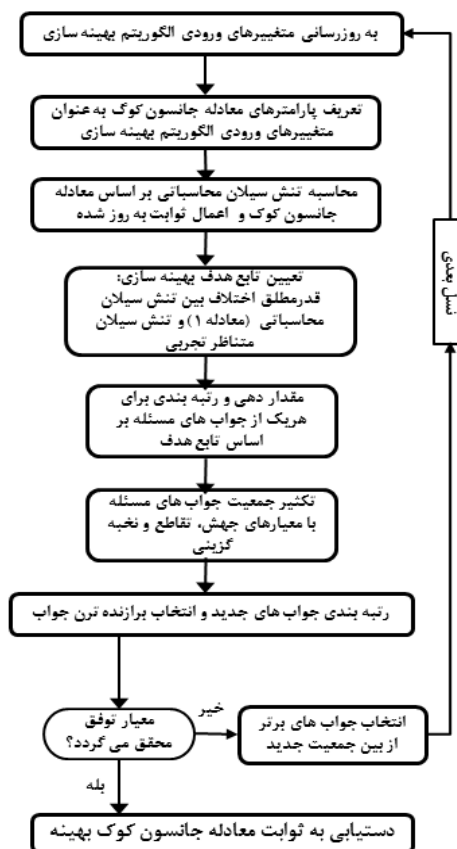 به روزرسانی متغییرهای ورودی الگوریتم بهینه سازی
تعریف پارامترهای معادله جانسون کوگ به عنوان
متغییرهای ورودی الگوریتم بهینه سازی
محاسبه تنش سیلان محاسباتی بر اساس معادله
جانسون کوک و اعمال ثوابت به روز شده
تعیین تابع هدف بهینه سازی:
قدرمطلق اختلاف بین تنش سیلان
محاسباتی (معادله ۱) و تنش سیلان
متناظر تجربی
مقدار دهی و رتبه بندی برای
هریک از جواب های مسئله بر
اساس تابع هدف
تکثیر جمعیت جواب های مسئله
با معیارهای جهش، تقاطع و نخبه
گزینی
رتبه بندی جواب های جدید و انتخاب برازنده ترن جواب
معیار توفق
محقق می گردد؟
خیر
انتخاب جواب های برتر
از بین جمعیت جدید
نسل بعدی
بله
دستیابی به ثوابت معادله جانسون کوک بهینه